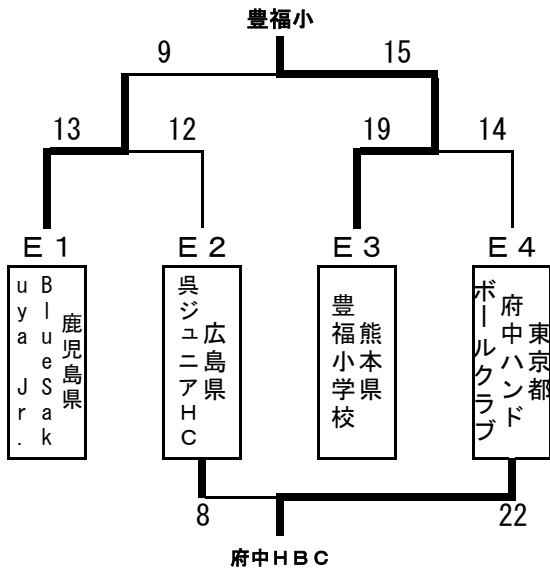 豊福小
9
15
13
12
19
14
E1
E2
E3
E4
鹿児島県
BlueSak
uya Jr.
広島県
呉ジュニアHC
熊本県
豊福小学校
東京都
府中ハンド
ボールクラブ
8
22
府中HBC